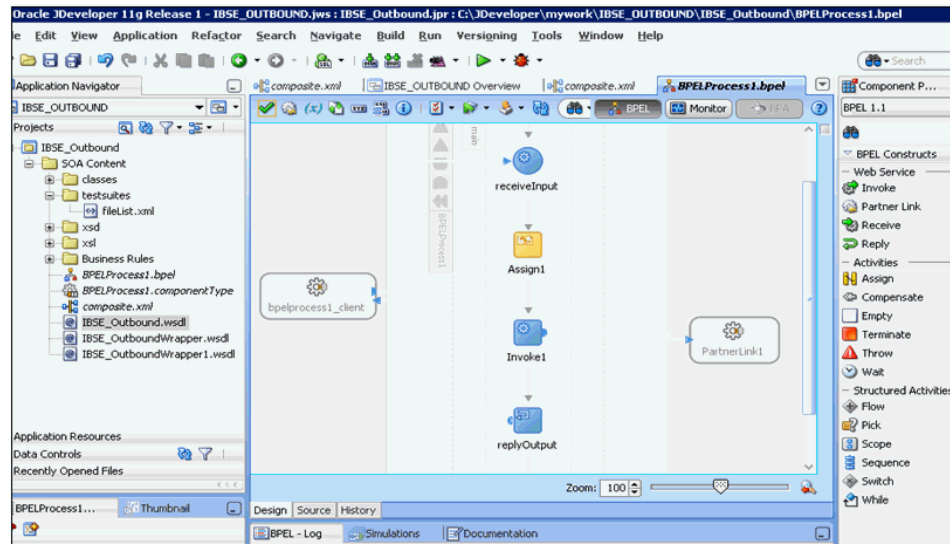 Oracle JDeveloper 11g Release 1 - IBSE_OUTBOUND.jws : IBSE_Outbound.jpr : C:\JDeveloper\mywork\IBSE_OUTBOUND\IBSE_Outbound\BPELProcess1.bpel
le Edit View Application Refactor Search Navigate Build Run Versioning Tools Window Help
Search
Application Navigator
IBSE_OUTBOUND
Projects
IBSE_Outbound
SOA Content
classes
testsuites
fileList.xml
xsd
xsl
Business Rules
BPELProcess1.bpel
BPELProcess1.componentType
composite.xml
IBSE_Outbound.wsdl
IBSE_OutboundWrapper.wsdl
IBSE_OutboundWrapper1.wsdl
Application Resources
Data Controls
Recently Opened Files
BPELProcess1... Thumbnail
composite.xml IBSE_OUTBOUND Overview composite.xml BPELProcess1.bpel
(x) BPEL Monitor BPA
main
BPELProcess1
receiveInput
Assign1
bpelprocess1_client
Invoke1
PartnerLink1
replyOutput
Zoom: 100
Design Source History
BPEL - Log Simulations Documentation
Component P...
BPEL 1.1
BPEL Constructs
Web Service
Invoke
Partner Link
Receive
Reply
Activities
Assign
Compensate
Empty
Terminate
Throw
Wait
Structured Activities
Flow
Pick
Scope
Sequence
Switch
While